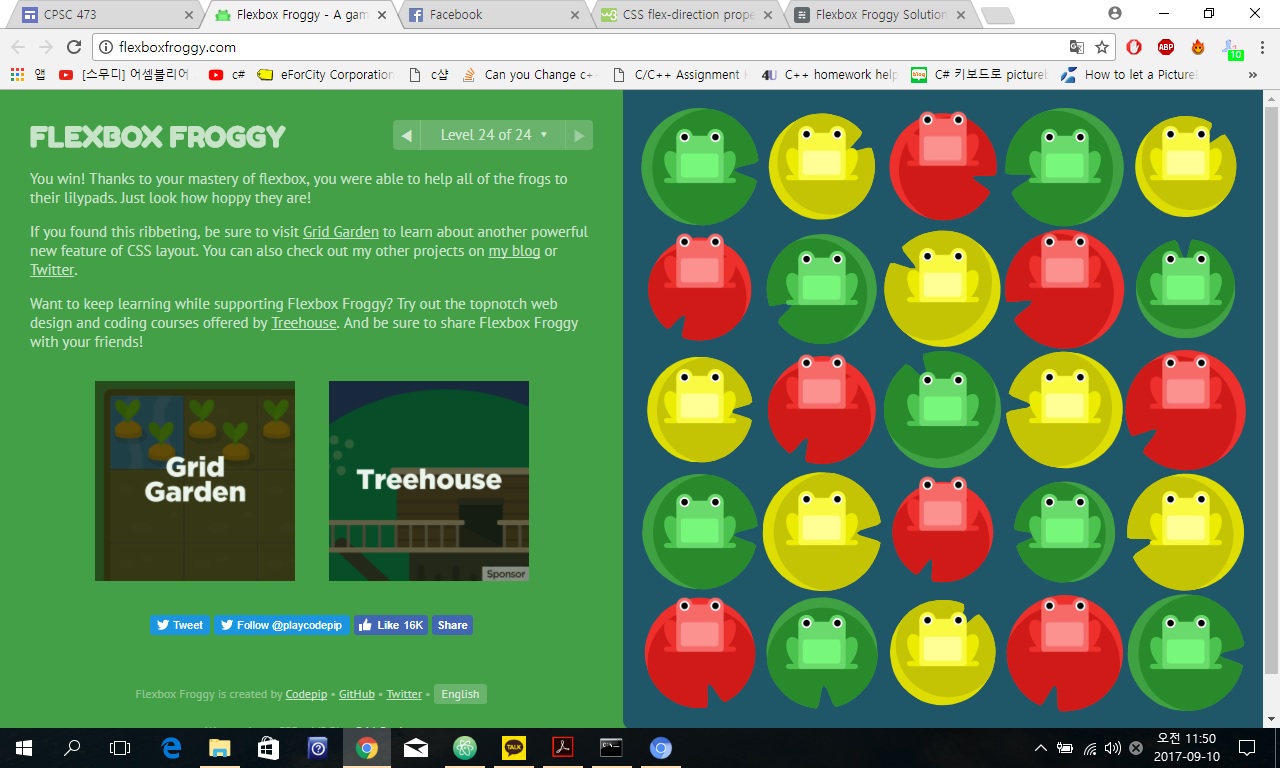 CPSC 473
Flexbox Froggy - A gam
Facebook
CSS flex-direction prope
Flexbox Froggy Solution
flexboxfroggy.com
ABP
10
앱
[스무디] 어셈블리어
c#
eForCity Corporation
c샵
Can you Change c+
C/C++ Assignment
4U C++ homework help
blog C# 키보드로 picturel
How to let a Picture
»
FLEXBOX FROGGY
Level 24 of 24
You win! Thanks to your mastery of flexbox, you were able to help all of the frogs to
their lilypads. Just look how hoppy they are!
If you found this ribbeting, be sure to visit Grid Garden to learn about another powerful
new feature of CSS layout. You can also check out my other projects on my blog or
Twitter.
Want to keep learning while supporting Flexbox Froggy? Try out the topnotch web
design and coding courses offered by Treehouse. And be sure to share Flexbox Froggy
with your friends!
Grid
Garden
Treehouse
Sponsor
Tweet
Follow @playcodepip
Like 16K
Share
Flexbox Froggy is created by Codepip • GitHub • Twitter • English
TALK
오전 11:50
2017-09-10